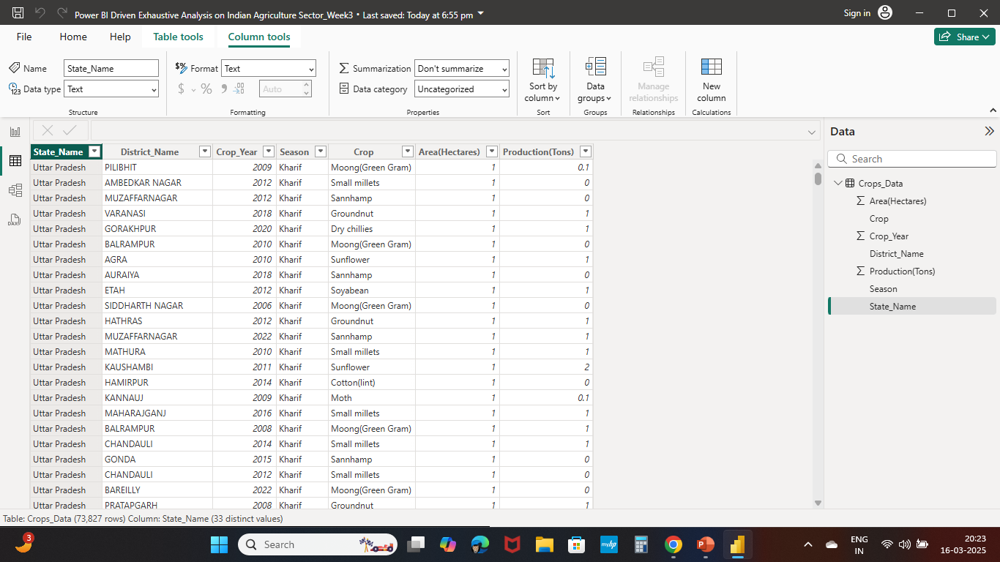 Power BI Driven Exhaustive Analysis on Indian Agriculture Sector_Week3 • Last saved: Today at 6:55 pm
Sign in
File Home Help Table tools Column tools
Share
Name State_Name
Data type Text
Structure
Format Text
$ % 9 .00
Auto
Formatting
Summarization Don't summarize
Data category Uncategorized
Properties
Sort by
column
Sort
Data
groups
Groups
Manage
relationships
Relationships
New
column
Calculations
State_Name District_Name Crop_Year Season Crop Area(Hectares) Production(Tons)
Uttar Pradesh PILIBHIT 2009 Kharif Moong(Green Gram) 1 0.1
Uttar Pradesh AMBEDKAR NAGAR 2012 Kharif Small millets 1 0
Uttar Pradesh MUZAFFARNAGAR 2012 Kharif Sannhamp 1 0
Uttar Pradesh VARANASI 2018 Kharif Groundnut 1 1
Uttar Pradesh GORAKHPUR 2020 Kharif Dry chillies 1 1
Uttar Pradesh BALRAMPUR 2010 Kharif Moong(Green Gram) 1 0
Uttar Pradesh AGRA 2010 Kharif Sunflower 1 1
Uttar Pradesh AURAIYA 2018 Kharif Sannhamp 1 0
Uttar Pradesh ETAH 2012 Kharif Soyabean 1 1
Uttar Pradesh SIDDHARTH NAGAR 2006 Kharif Moong(Green Gram) 1 0
Uttar Pradesh HATHRAS 2012 Kharif Groundnut 1 1
Uttar Pradesh MUZAFFARNAGAR 2022 Kharif Sannhamp 1 1
Uttar Pradesh MATHURA 2010 Kharif Small millets 1 1
Uttar Pradesh KAUSHAMBI 2011 Kharif Sunflower 1 2
Uttar Pradesh HAMIRPUR 2014 Kharif Cotton(lint) 1 0
Uttar Pradesh KANNAUJ 2009 Kharif Moth 1 0.1
Uttar Pradesh MAHARAJGANJ 2016 Kharif Small millets 1 1
Uttar Pradesh BALRAMPUR 2008 Kharif Moong(Green Gram) 1 1
Uttar Pradesh CHANDAULI 2014 Kharif Small millets 1 1
Uttar Pradesh GONDA 2015 Kharif Sannhamp 1 0
Uttar Pradesh CHANDAULI 2012 Kharif Small millets 1 0
Uttar Pradesh BAREILLY 2022 Kharif Moong(Green Gram) 1 0
Uttar Pradesh PRATAPGARH 2008 Kharif Groundnut 1 1
Data
Search
Crops_Data
Area(Hectares)
Crop
Crop_Year
District_Name
Production(Tons)
Season
State_Name
Table: Crops_Data (73,827 rows) Column: State_Name (33 distinct values)
3
Search
myhp
ENG
IN
20:23
16-03-2025